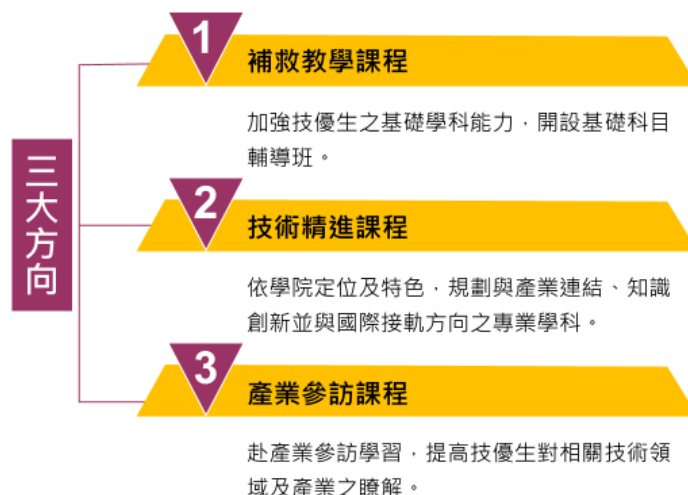 三大方向
1
補救教學課程
加強技優生之基礎學科能力，開設基礎科目
輔導班。
2
技術精進課程
依學院定位及特色，規劃與產業連結、知識
創新並與國際接軌方向之專業學科。
3
產業參訪課程
赴產業參訪學習，提高技優生對相關技術領
域及產業之瞭解。